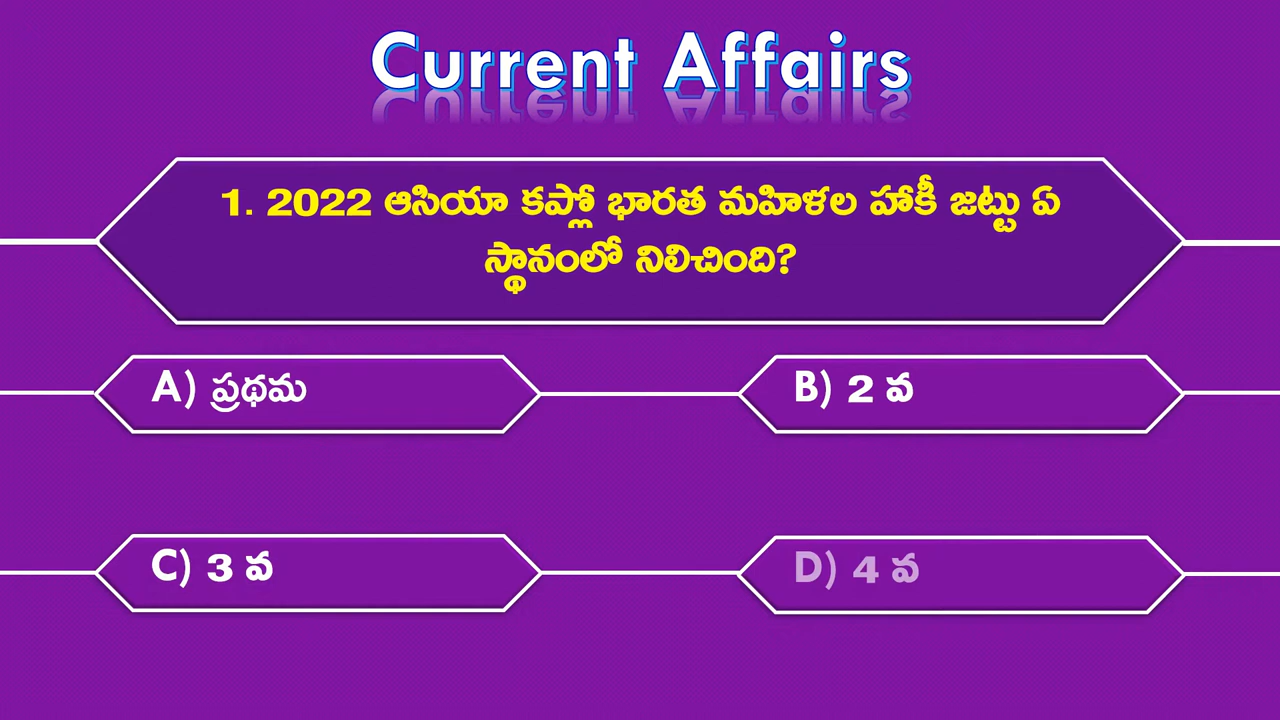 Current Affairs
1. 2022 ఆసియా కప్లో భారత మహిళల హాకీ జట్టు ఏ
స్థానంలో నిలిచింది?
A) ప్రథమ
B) 2 వ
C) 3 వ
D) 4 వ